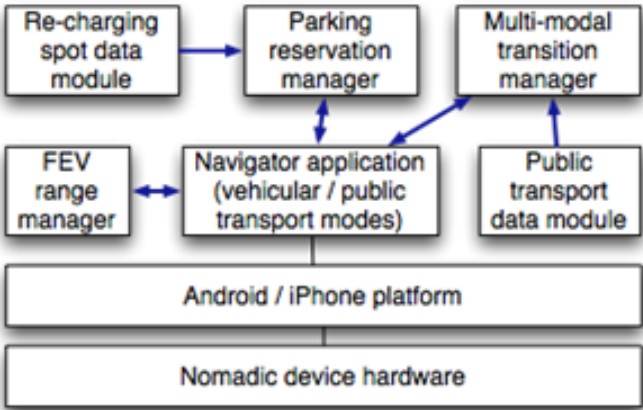 Re-charging
spot data
module
Parking
reservation
manager
Multi-modal
transition
manager
FEV
range
manager
Navigator application
(vehicular / public
transport modes)
Public
transport
data module
Android / iPhone platform
Nomadic device hardware